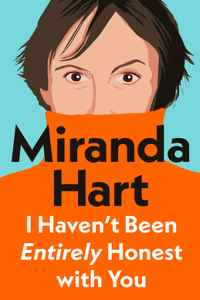 Miranda
Hart
I Haven't Been
Entirely Honest
with You